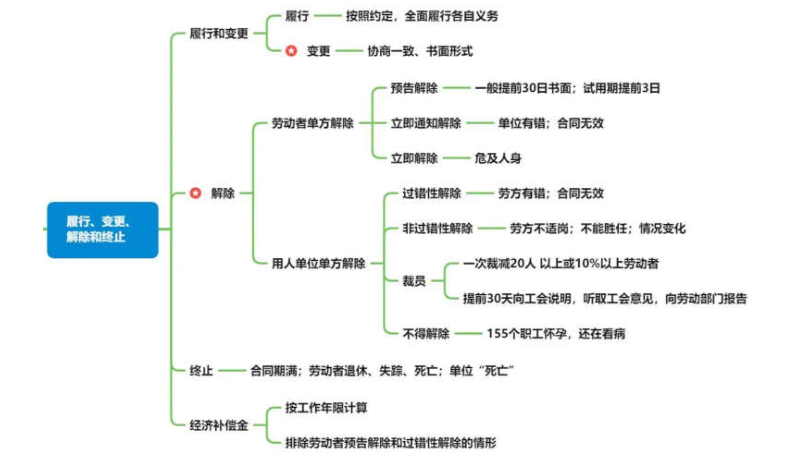 履行、变更、
解除和终止
履行和变更
履行
按照约定，全面履行各自义务
变更
协商一致、书面形式
解除
劳动者单方解除
预告解除
一般提前30日书面；试用期提前3日
立即通知解除
单位有错；合同无效
立即解除
危及人身
用人单位单方解除
过错性解除
劳方有错；合同无效
非过错性解除
劳方不适岗；不能胜任；情况变化
裁员
一次裁减20人 以上或10%以上劳动者
提前30天向工会说明，听取工会意见，向劳动部门报告
不得解除
155个职工怀孕，还在看病
终止
合同期满；劳动者退休、失踪、死亡；单位“死亡”
经济补偿金
按工作年限计算
排除劳动者预告解除和过错性解除的情形